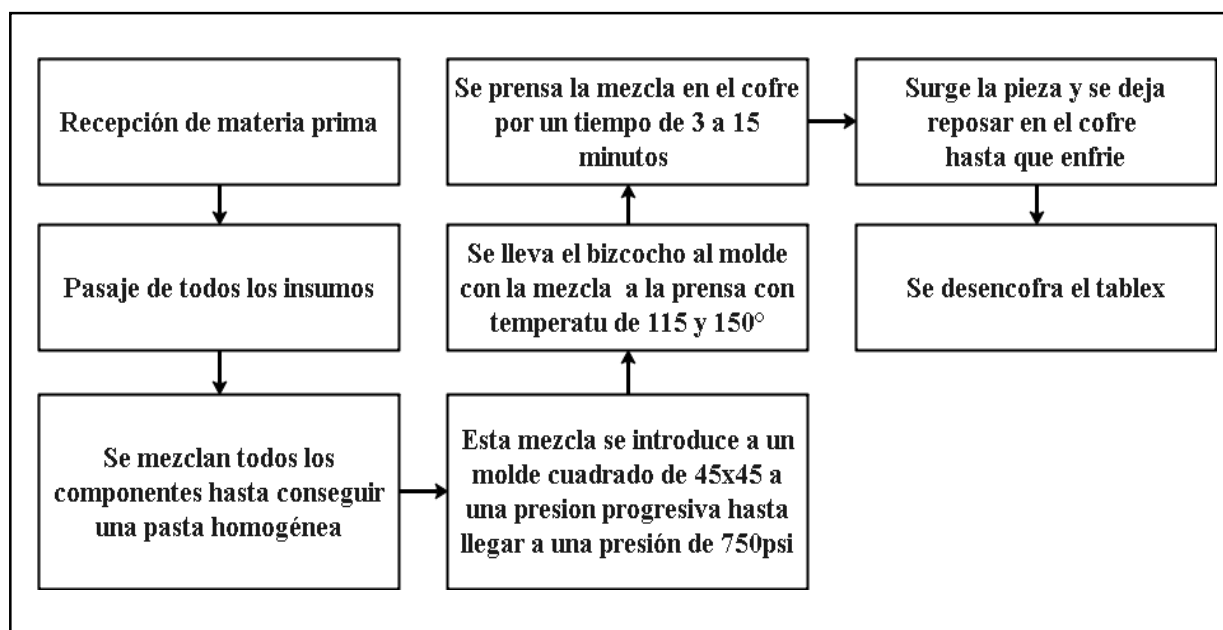 Recepción de materia prima
Pasaje de todos los insumos
Se mezclan todos los
componentes hasta conseguir
una pasta homogénea
Esta mezcla se introduce a un
molde cuadrado de 45x45 a
una presion progresiva hasta
llegar a una presión de 750psi
Se lleva el bizcocho al molde
con la mezcla a la prensa con
temperatu de 115 y 150°
Se prensa la mezcla en el cofre
por un tiempo de 3 a 15
minutos
Surge la pieza y se deja
reposar en el cofre
hasta que enfrie
Se desencofra el tablex